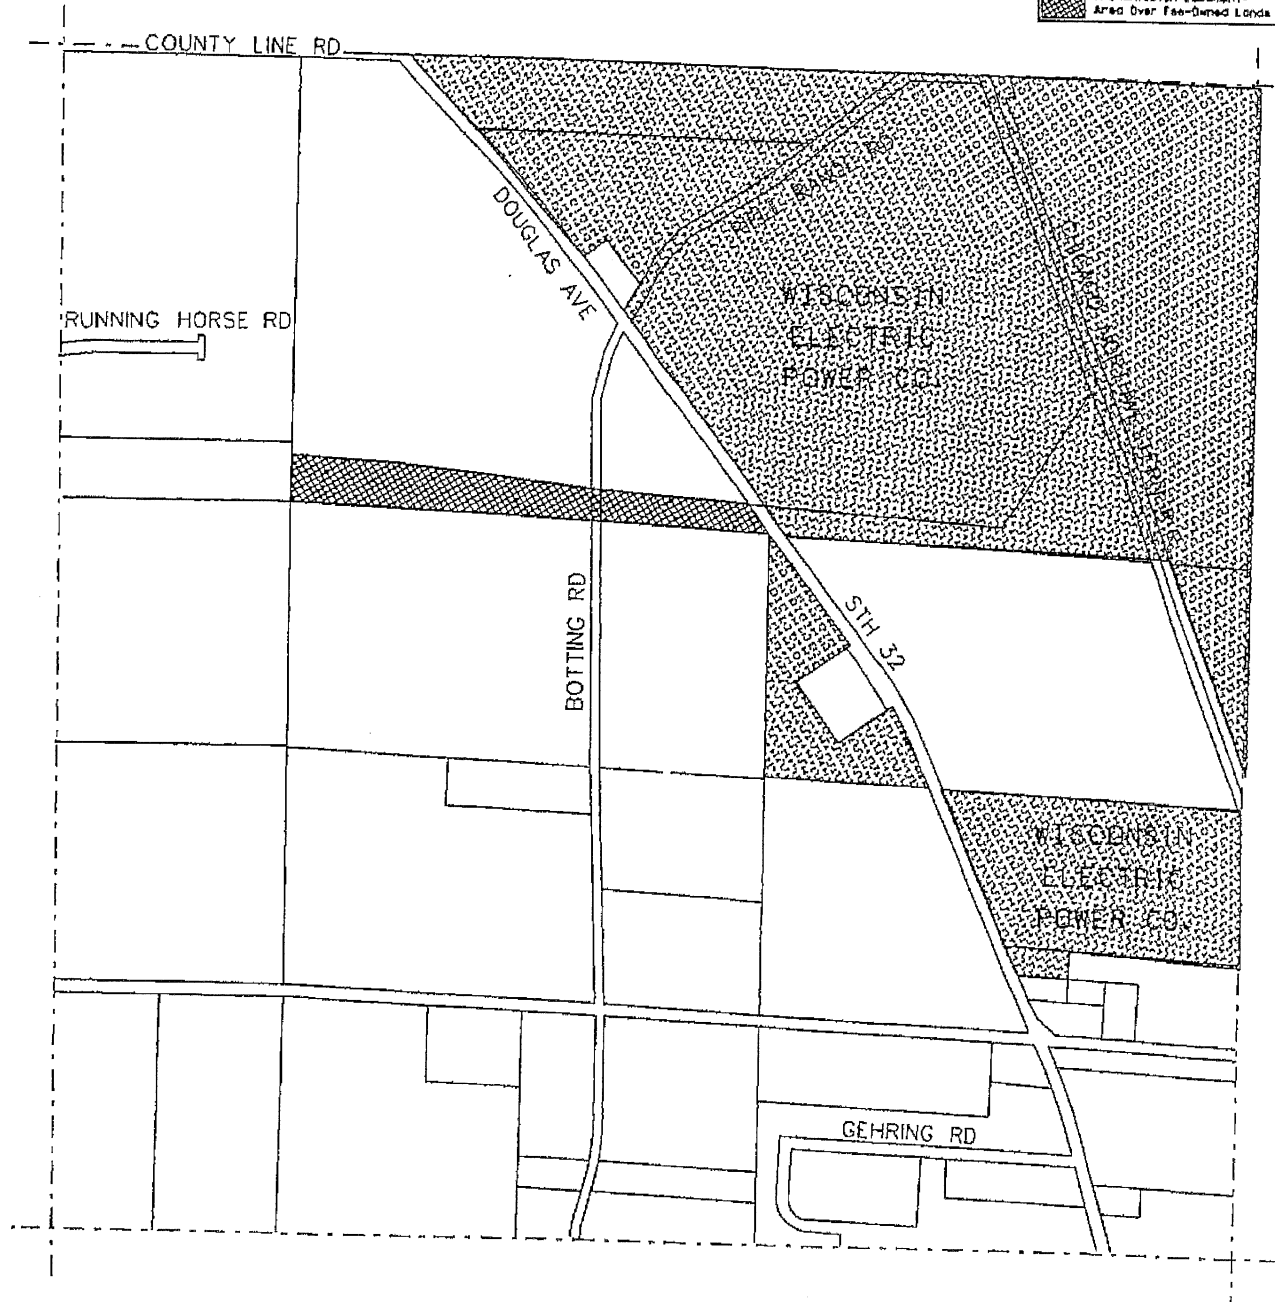 Area Over Fee-Owned Lands
COUNTY LINE RD
DOUGLAS AVE
WISCONSIN
ELECTRIC
POWER CO.
RUNNING HORSE RD
BOTTING RD
STH 32
WISCONSIN
ELECTRIC
POWER CO.
GEHRING RD